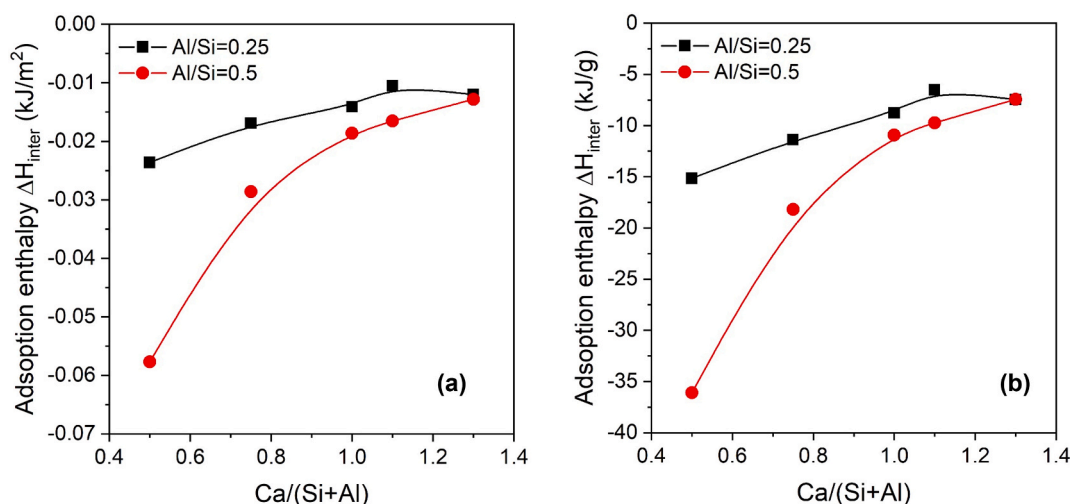 0.00
-0.01
-0.02
-0.03
-0.04
-0.05
-0.06
-0.07
Adsoption enthalpy ΔH_inter (kJ/m²)
Al/Si=0.25
Al/Si=0.5
(a)
0.4 0.6 0.8 1.0 1.2 1.4
Ca/(Si+Al)
-0
-5
-10
-15
-20
-25
-30
-35
-40
Adsoption enthalpy ΔH_inter (kJ/g)
Al/Si=0.25
Al/Si=0.5
(b)
0.4 0.6 0.8 1.0 1.2 1.4
Ca/(Si+Al)